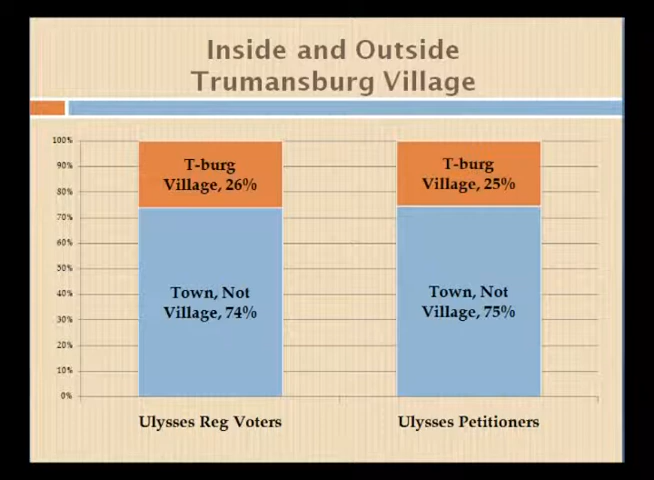 Inside and Outside
Trumansburg Village
100%
90%
80%
70%
60%
50%
40%
30%
20%
10%
0%
T-burg
Village, 26%
Town, Not
Village, 74%
T-burg
Village, 25%
Town, Not
Village, 75%
Ulysses Reg Voters
Ulysses Petitioners